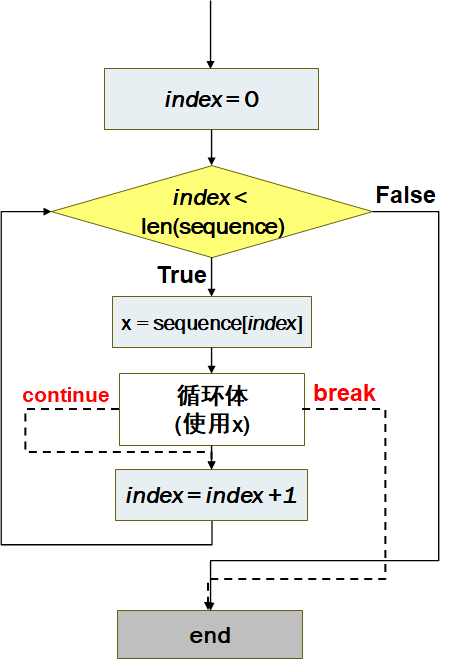 index = 0
index <
len(sequence)
False
True
x = sequence[index]
continue
循环体
(使用x)
break
index = index +1
end